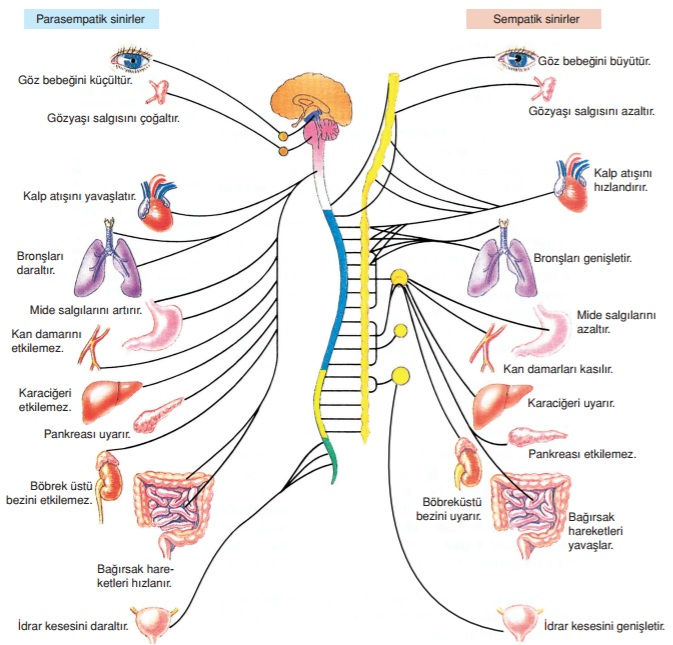 Parasempatik sinirler
Göz bebeğini küçültür.
Gözyaşı salgısını çoğaltır.
Kalp atışını yavaşlatır.
Bronşları
daraltır.
Mide salgılarını artırır.
Kan damarını
etkilemez.
Karaciğeri
etkilemez.
Pankreası uyarır.
Böbrek üstü
bezini etkilemez.
Bağırsak hare-
ketleri hızlanır.
İdrar kesesini daraltır.
Sempatik sinirler
Göz bebeğini büyütür.
Gözyaşı salgısını azaltır.
Kalp atışını
hızlandırır.
Bronşları genişletir.
Mide salgılarını
azaltır.
Kan damarları kasılır.
Karaciğeri uyarır.
Pankreası etkilemez.
Böbreküstü
bezini uyarır.
Bağırsak
hareketleri
yavaşlar.
İdrar kesesini genişletir.